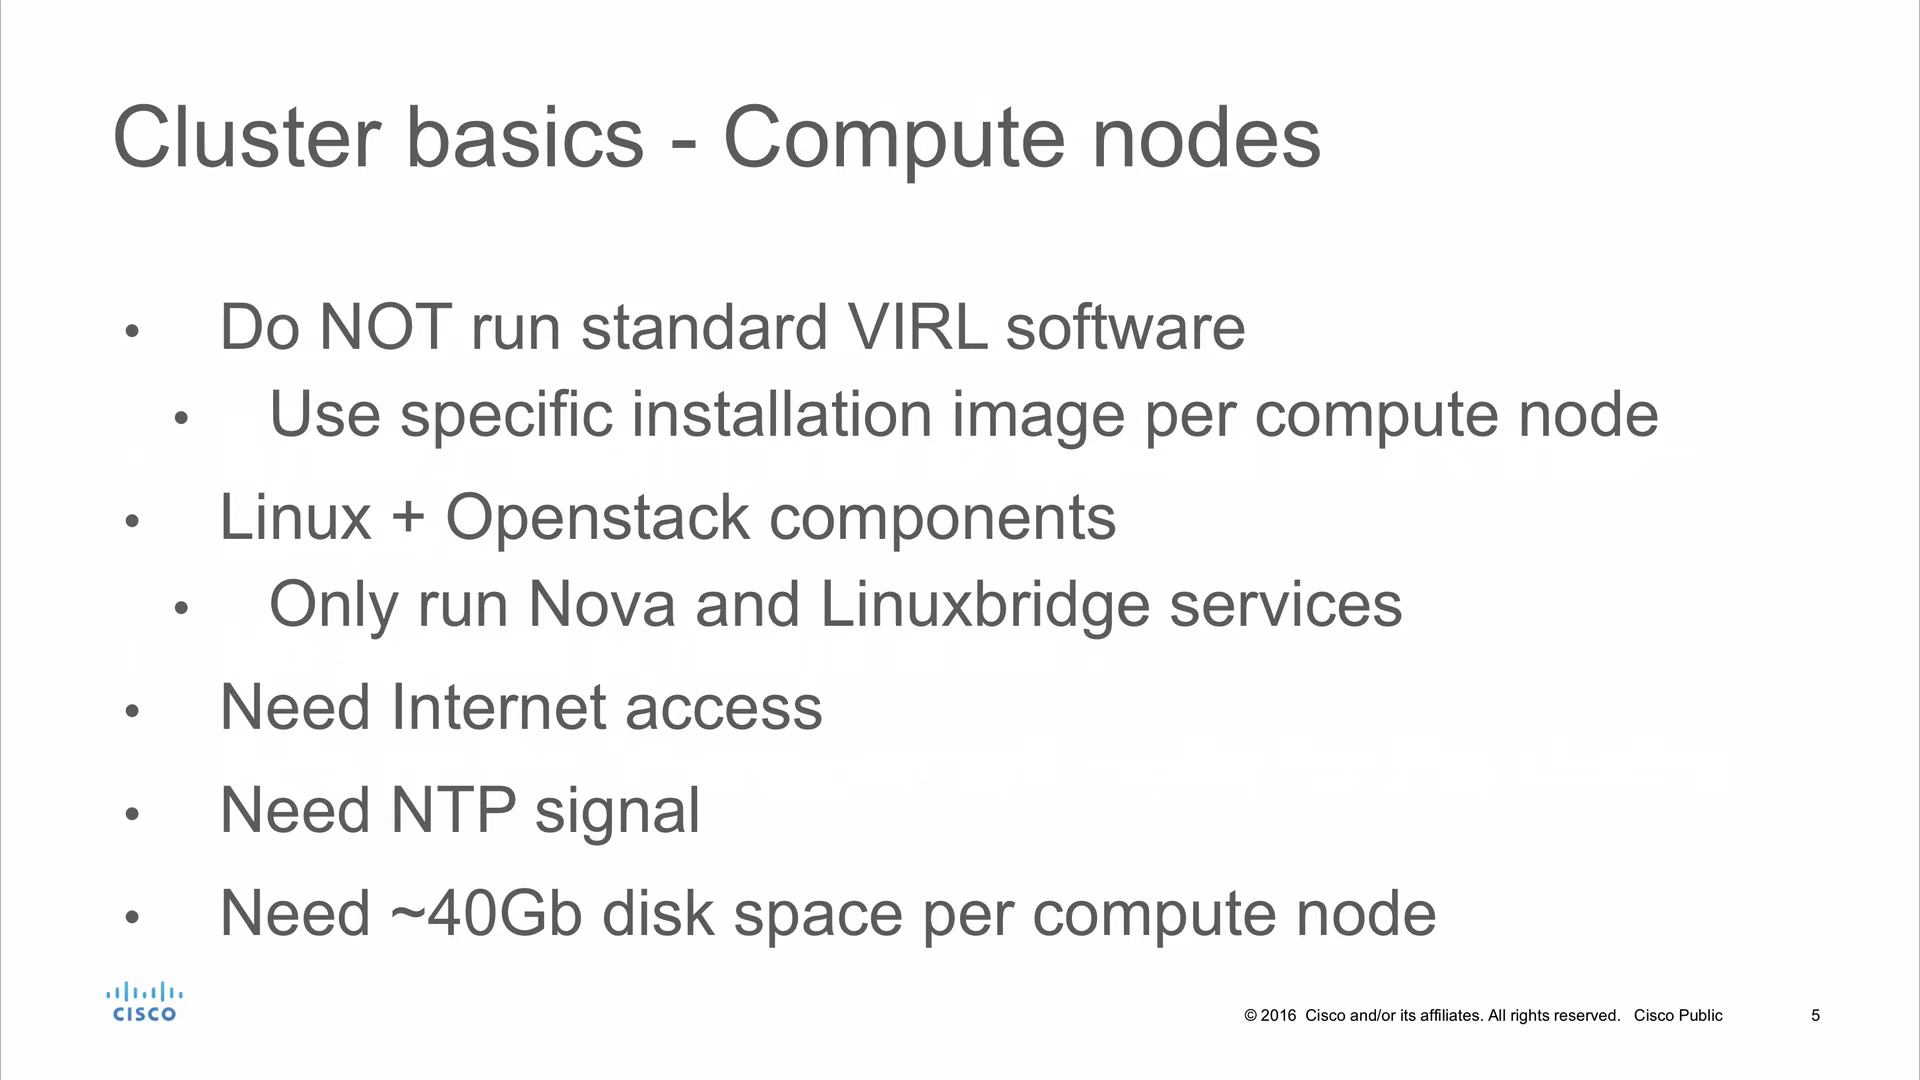 Cluster basics - Compute nodes
• Do NOT run standard VIRL software
• Use specific installation image per compute node
• Linux + Openstack components
• Only run Nova and Linuxbridge services
• Need Internet access
• Need NTP signal
• Need ~40Gb disk space per compute node
CISCO
© 2016 Cisco and/or its affiliates. All rights reserved. Cisco Public 5